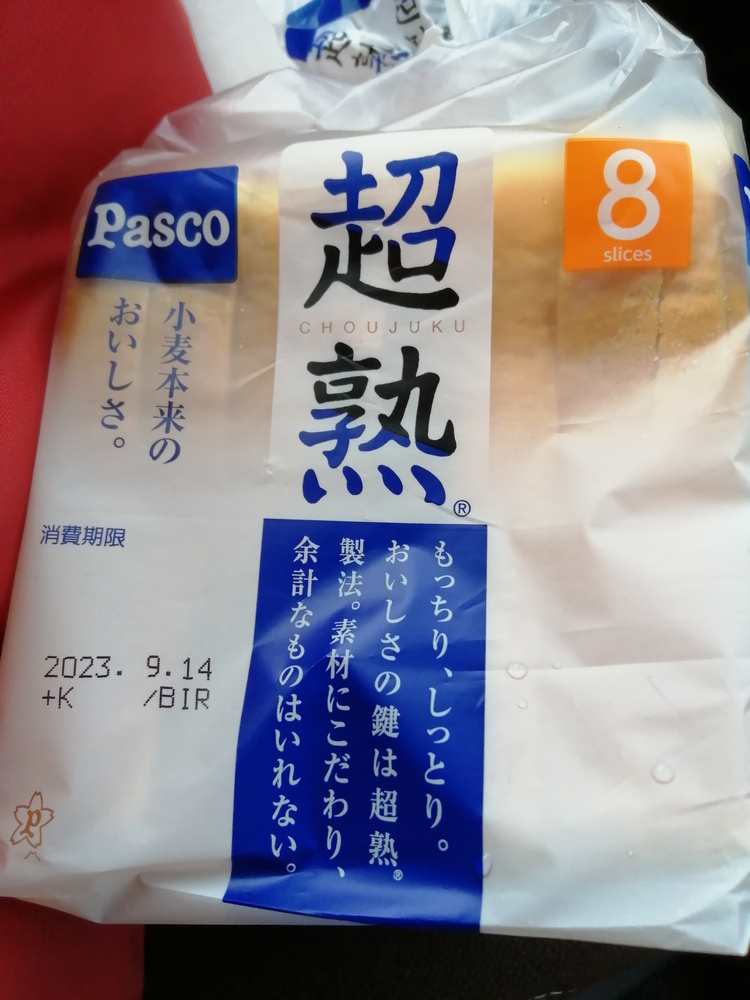 Pasco
超熟
CHOUJUKU
®
8
slices
小麦本来の
おいしさ。
消費期限
2023. 9.14
+K /BIR
もっちり、しっとり。
おいしさの鍵は超熟®
製法。素材にこだわり、
余計なものはいれない。
P